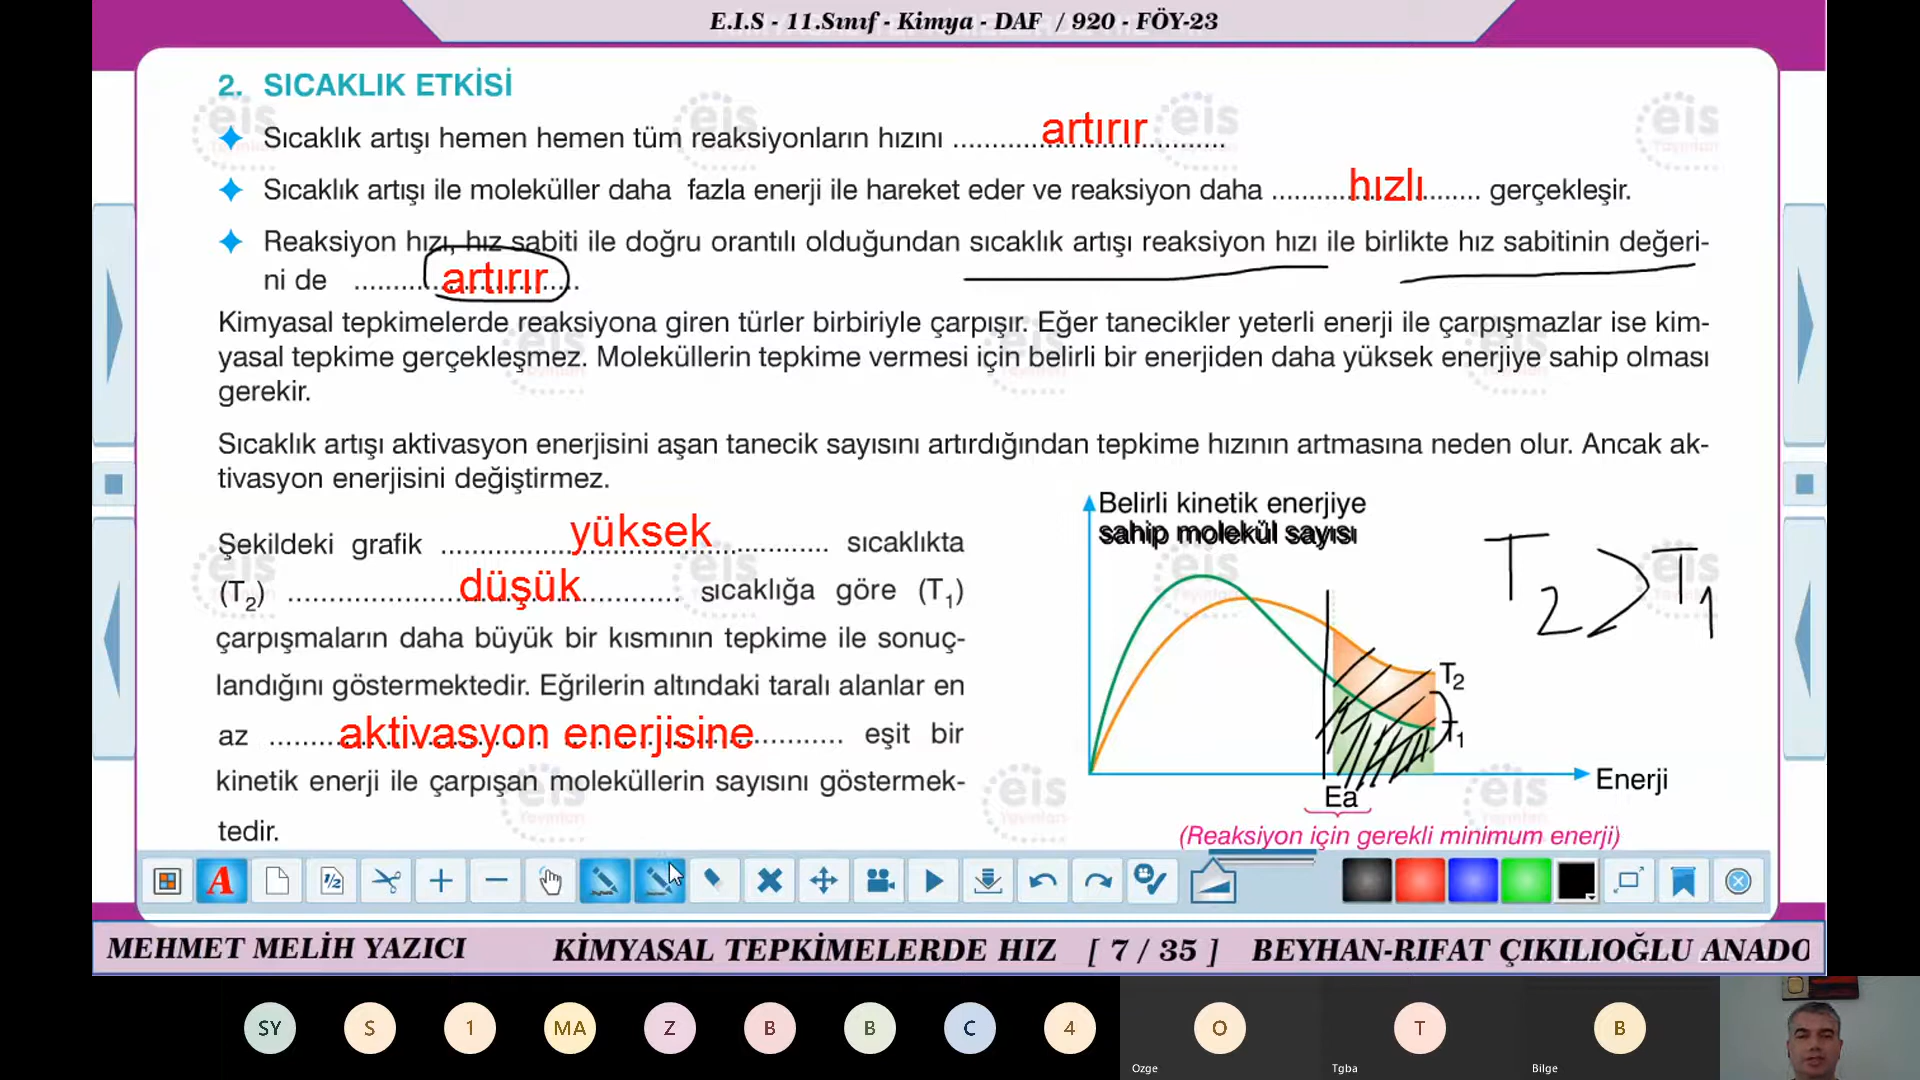 E.I.S - 11.Sınıf - Kimya - DAF / 920 - FÖY-23
2. SICAKLIK ETKİSİ
Sıcaklık artışı hemen hemen tüm reaksiyonların hızını artırır
Sıcaklık artışı ile moleküller daha fazla enerji ile hareket eder ve reaksiyon daha hızlı gerçekleşir.
Reaksiyon hızı, hız sabiti ile doğru orantılı olduğundan sıcaklık artışı reaksiyon hızı ile birlikte hız sabitinin değeri-
ni de artırır
Kimyasal tepkimelerde reaksiyona giren türler birbiriyle çarpışır. Eğer tanecikler yeterli enerji ile çarpışmazlar ise kim-
yasal tepkime gerçekleşmez. Moleküllerin tepkime vermesi için belirli bir enerjiden daha yüksek enerjiye sahip olması
gerekir.
Sıcaklık artışı aktivasyon enerjisini aşan tanecik sayısını artırdığından tepkime hızının artmasına neden olur. Ancak ak-
tivasyon enerjisini değiştirmez.
Şekildeki grafik yüksek sıcaklıkta
(T2) düşük sıcaklığa göre (T1)
çarpışmaların daha büyük bir kısmının tepkime ile sonuç-
landığını göstermektedir. Eğrilerin altındaki taralı alanlar en
az aktivasyon enerjisine eşit bir
kinetik enerji ile çarpışan moleküllerin sayısını göstermek-
tedir.
Belirli kinetik enerjiye
sahip molekül sayısı
T2 > T1
T2
T1
Enerji
Ea
(Reaksiyon için gerekli minimum enerji)
A
1/2
MEHMET MELİH YAZICI KİMYASAL TEPKİMELERDE HIZ [ 7 / 35 ] BEYHAN-RIFAT ÇIKILIOĞLU ANADO
SY S 1 MA Z B B C 4 O T B
Ozge Tgba Bilge
eis
Yayınları